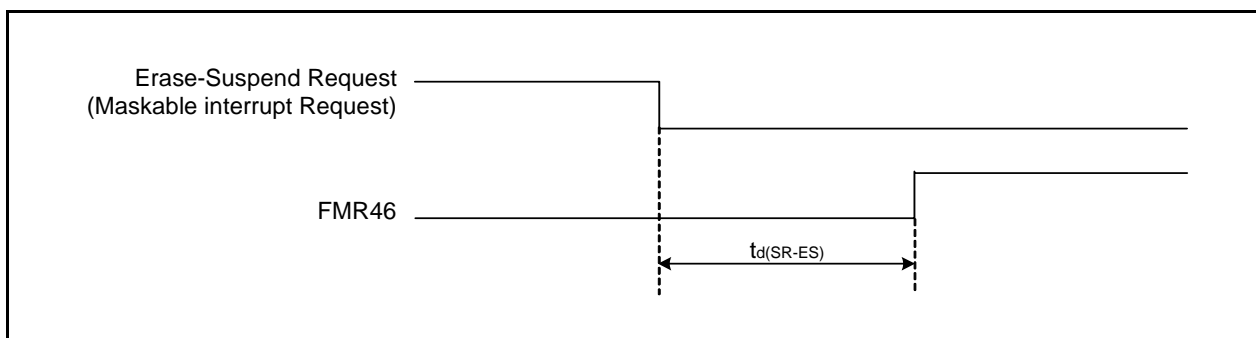 Erase-Suspend Request
(Maskable interrupt Request)
FMR46
td(SR-ES)